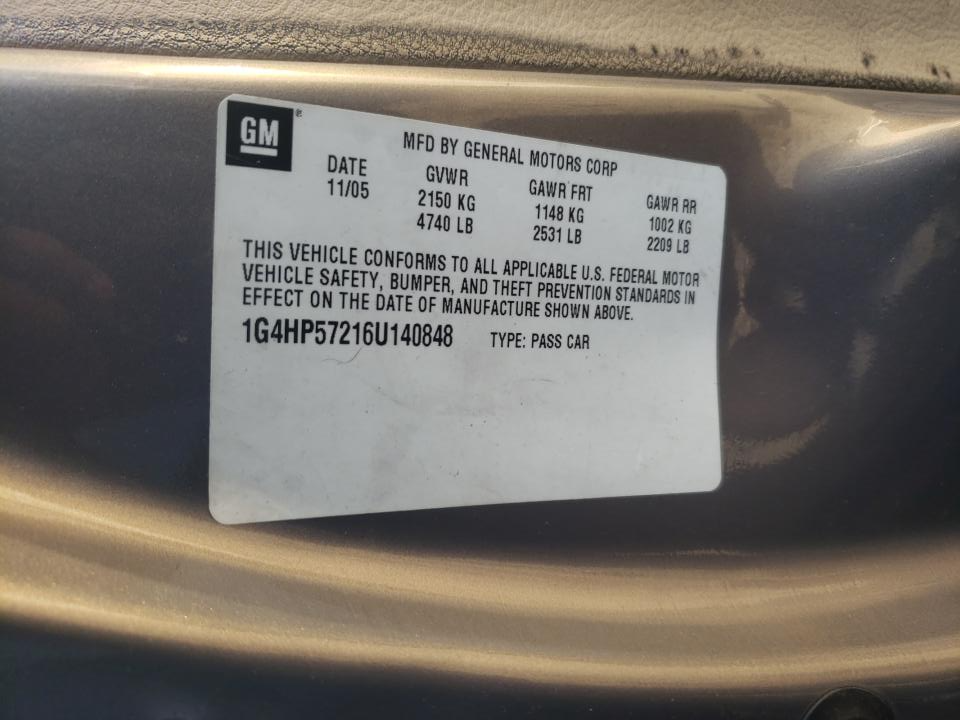 GM ®
MFD BY GENERAL MOTORS CORP
DATE GVWR GAWR FRT GAWR RR
11/05 2150 KG 1148 KG 1002 KG
4740 LB 2531 LB 2209 LB
THIS VEHICLE CONFORMS TO ALL APPLICABLE U.S. FEDERAL MOTOR
VEHICLE SAFETY, BUMPER, AND THEFT PREVENTION STANDARDS IN
EFFECT ON THE DATE OF MANUFACTURE SHOWN ABOVE.
1G4HP57216U140848 TYPE: PASS CAR